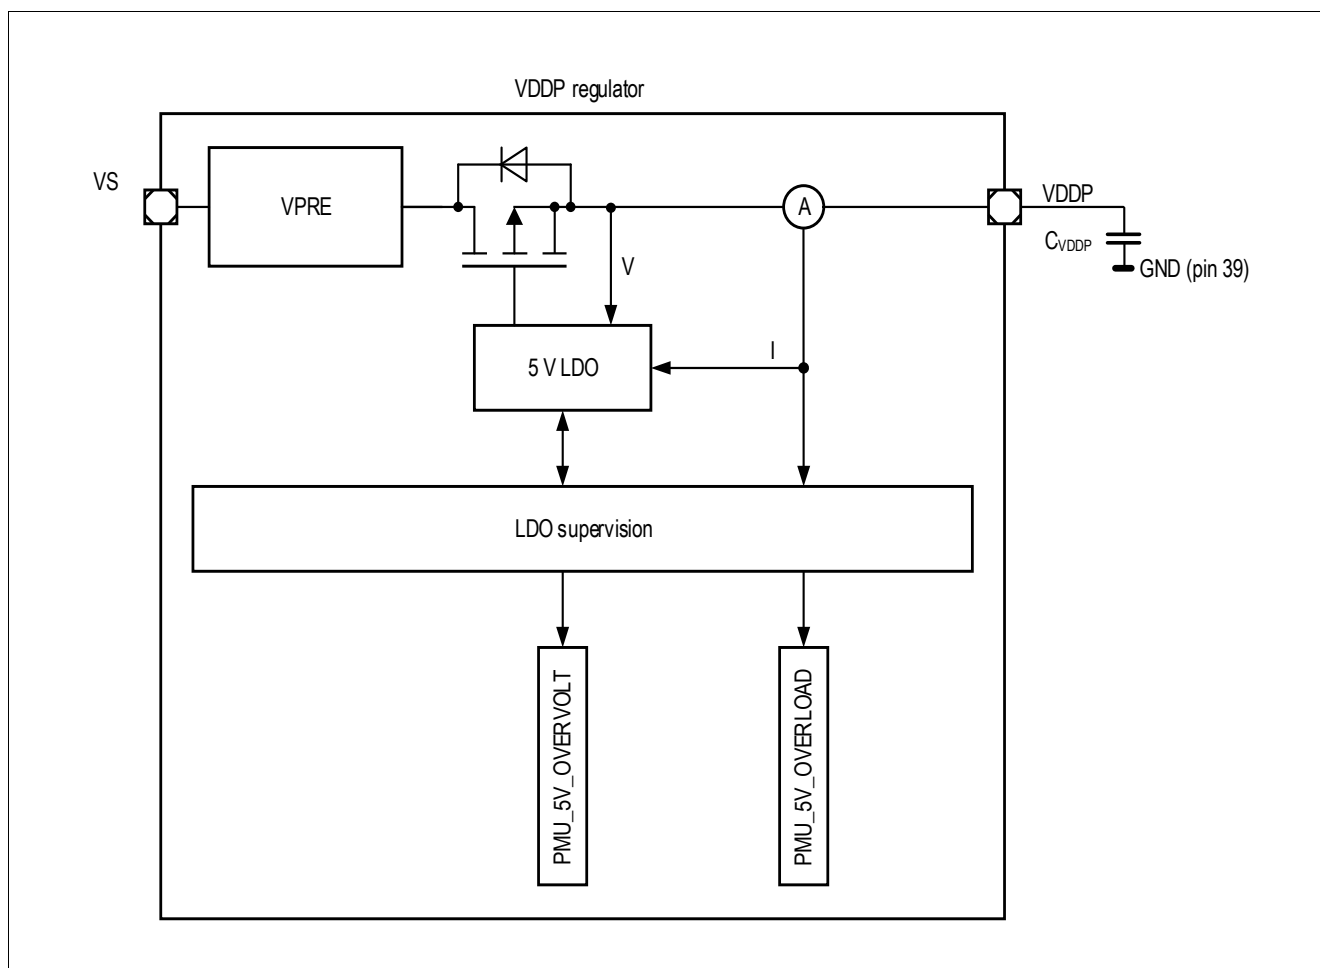 VDDP regulator
VS
VPRE
A
VDDP
CVDDP
GND (pin 39)
V
I
5 V LDO
LDO supervision
PMU_5V_OVERVOLT
PMU_5V_OVERLOAD